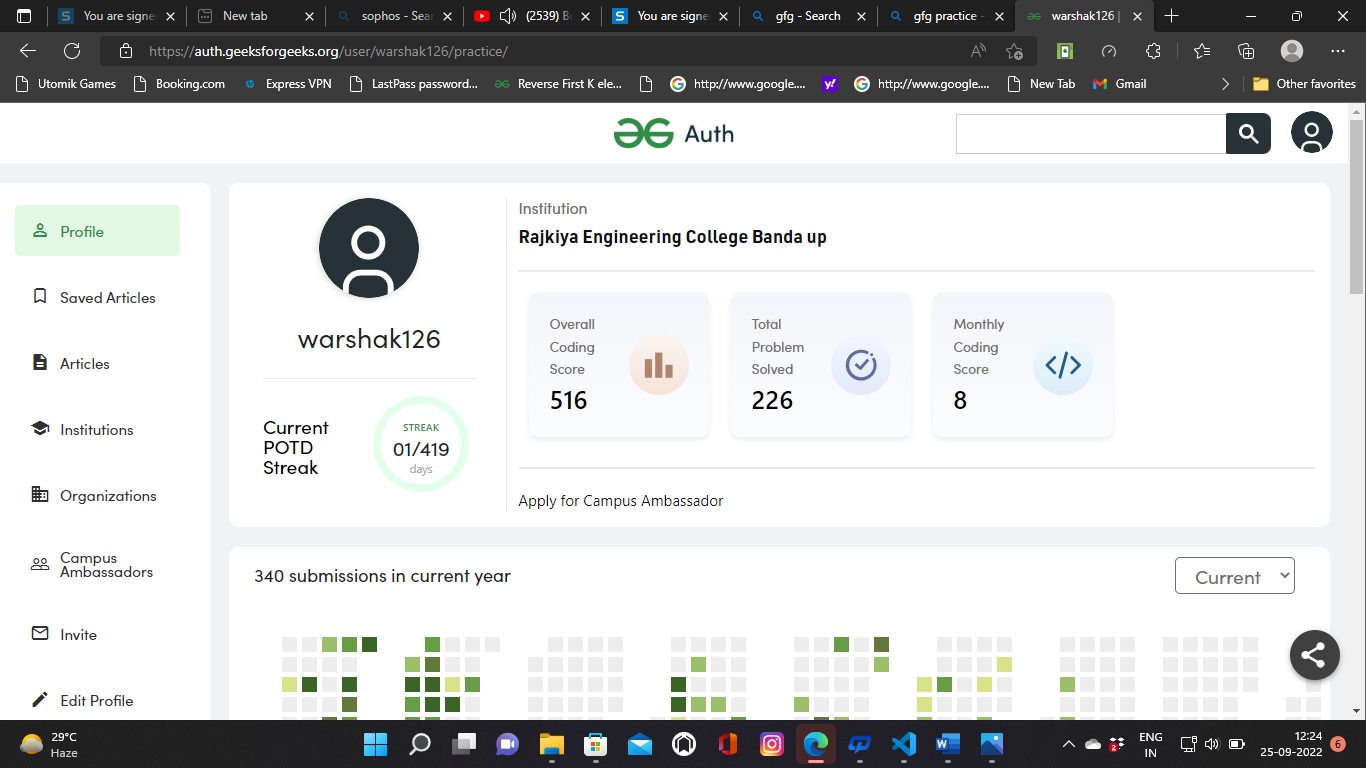 You are signe
New tab
sophos - Sear
(2539) B
You are signe
gfg - Search
gfg practice -
warshak126 |
https://auth.geeksforgeeks.org/user/warshak126/practice/
Utomik Games
Booking.com
Express VPN
LastPass password...
Reverse First K ele...
http://www.google....
http://www.google....
New Tab
Gmail
Other favorites
Auth
Profile
Saved Articles
Articles
Institutions
Organizations
Campus
Ambassadors
Invite
Edit Profile
warshak126
Current
POTD
Streak
STREAK
01/419
days
Institution
Rajkiya Engineering College Banda up
Overall
Coding
Score
516
Total
Problem
Solved
226
Monthly
Coding
Score
8
Apply for Campus Ambassador
340 submissions in current year
Current
29°C
Haze
ENG
IN
12:24
25-09-2022
6